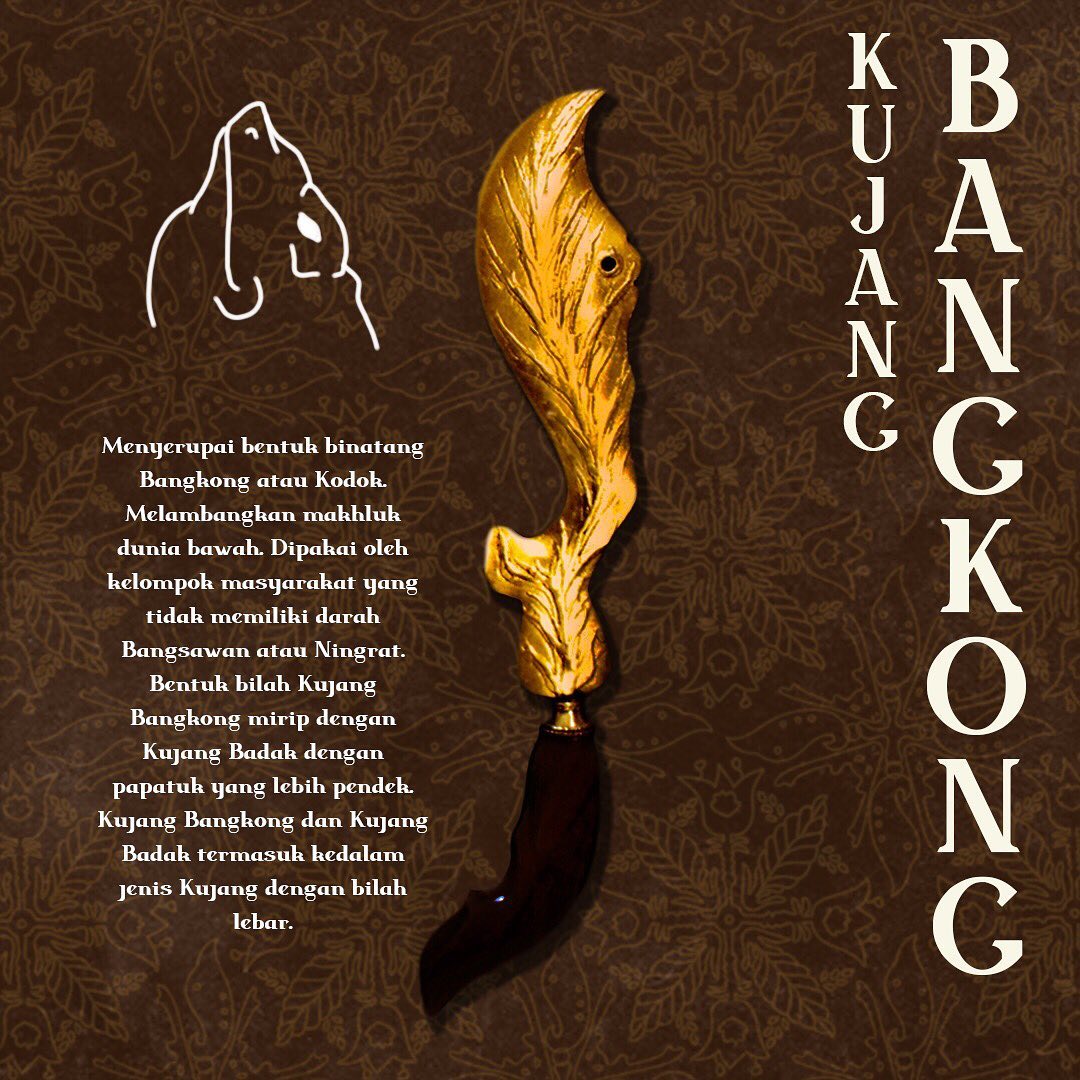 KUJANG
BANGKONG
Menyerupai bentuk binatang
Bangkong atau Kodok.
Melambangkan makhluk
dunia bawah. Dipakai oleh
kelompok masyarakat yang
tidak memiliki darah
Bangsawan atau Ningrat.
Bentuk bilah Kujang
Bangkong mirip dengan
Kujang Badak dengan
papatuk yang lebih pendek.
Kujang Bangkong dan Kujang
Badak termasuk kedalam
jenis Kujang dengan bilah
lebar.